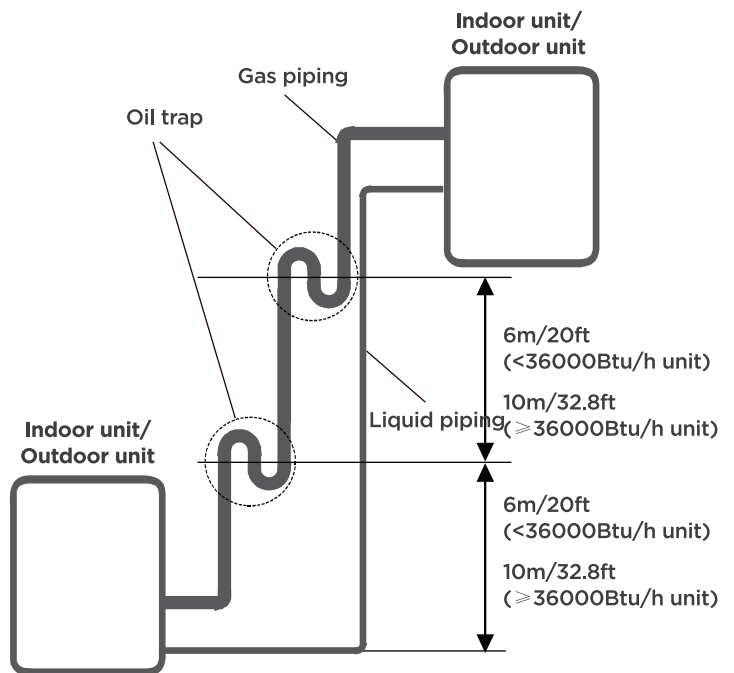 Indoor unit/
Outdoor unit
Gas piping
Oil trap
6m/20ft
(<36000Btu/h unit)
Liquid piping
10m/32.8ft
(≥36000Btu/h unit)
Indoor unit/
Outdoor unit
6m/20ft
(<36000Btu/h unit)
10m/32.8ft
(≥36000Btu/h unit)